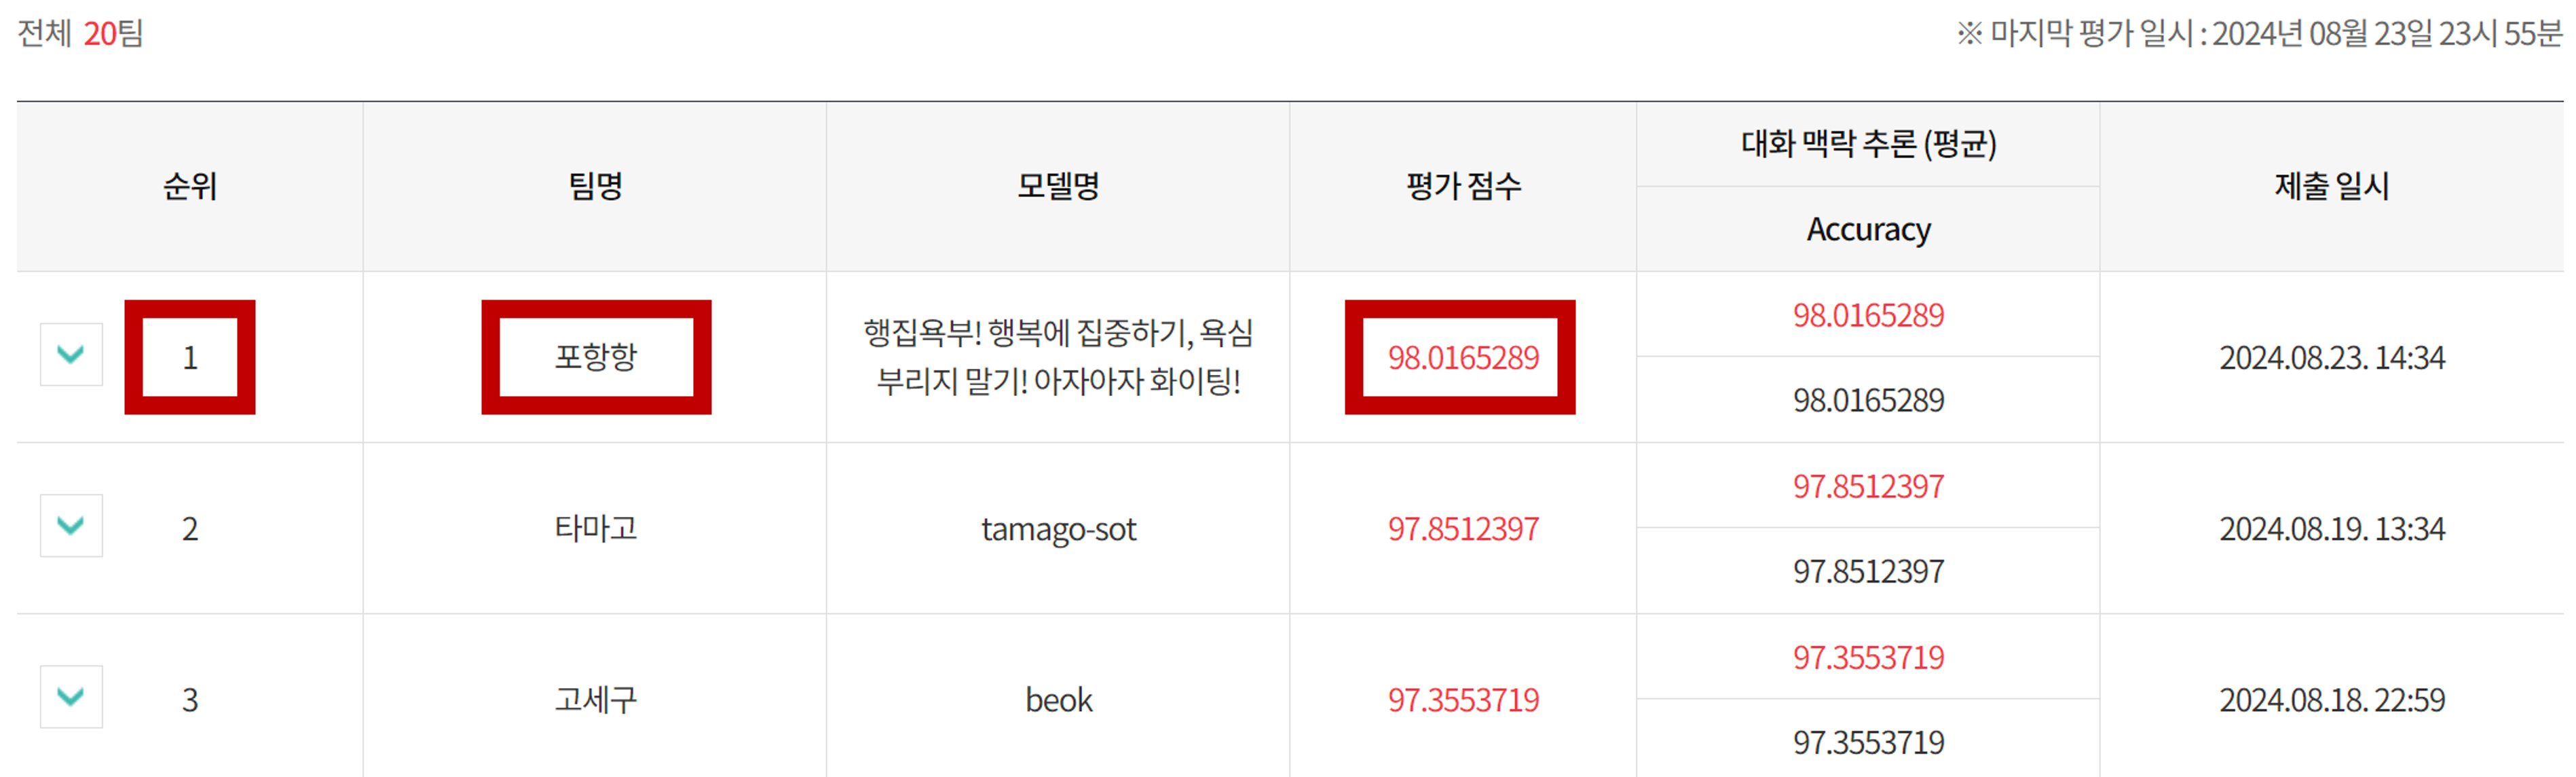 전체 20팀
※ 마지막 평가 일시 : 2024년 08월 23일 23시 55분
순위
팀명
모델명
평가 점수
대화 맥락 추론 (평균)
Accuracy
제출 일시
1
포항항
행집욕부! 행복에 집중하기, 욕심
부리지 말기! 아자아자 화이팅!
98.0165289
98.0165289
98.0165289
2024.08.23. 14:34
2
타마고
tamago-sot
97.8512397
97.8512397
97.8512397
2024.08.19. 13:34
3
고세구
beok
97.3553719
97.3553719
97.3553719
2024.08.18. 22:59